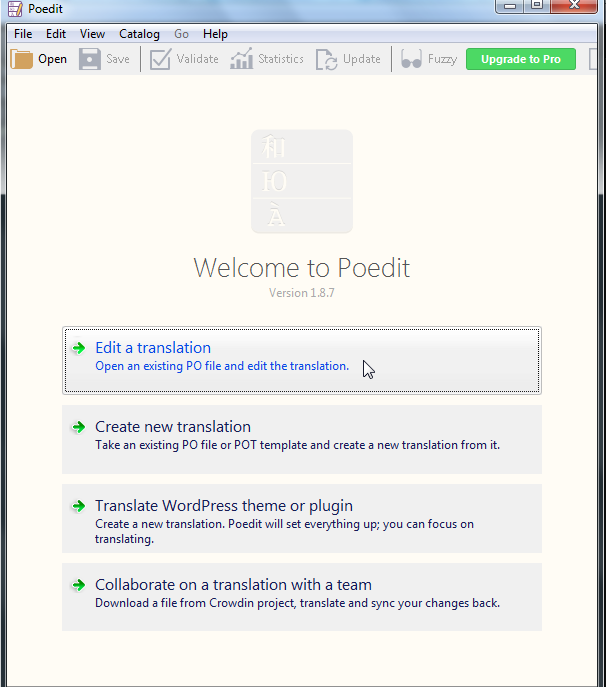 Poedit
File Edit View Catalog Go Help
Open Save Validate Statistics Update Fuzzy Upgrade to Pro
和
Ю
À
Welcome to Poedit
Version 1.8.7
Edit a translation
Open an existing PO file and edit the translation.
Create new translation
Take an existing PO file or POT template and create a new translation from it.
Translate WordPress theme or plugin
Create a new translation. Poedit will set everything up; you can focus on
translating.
Collaborate on a translation with a team
Download a file from Crowdin project, translate and sync your changes back.